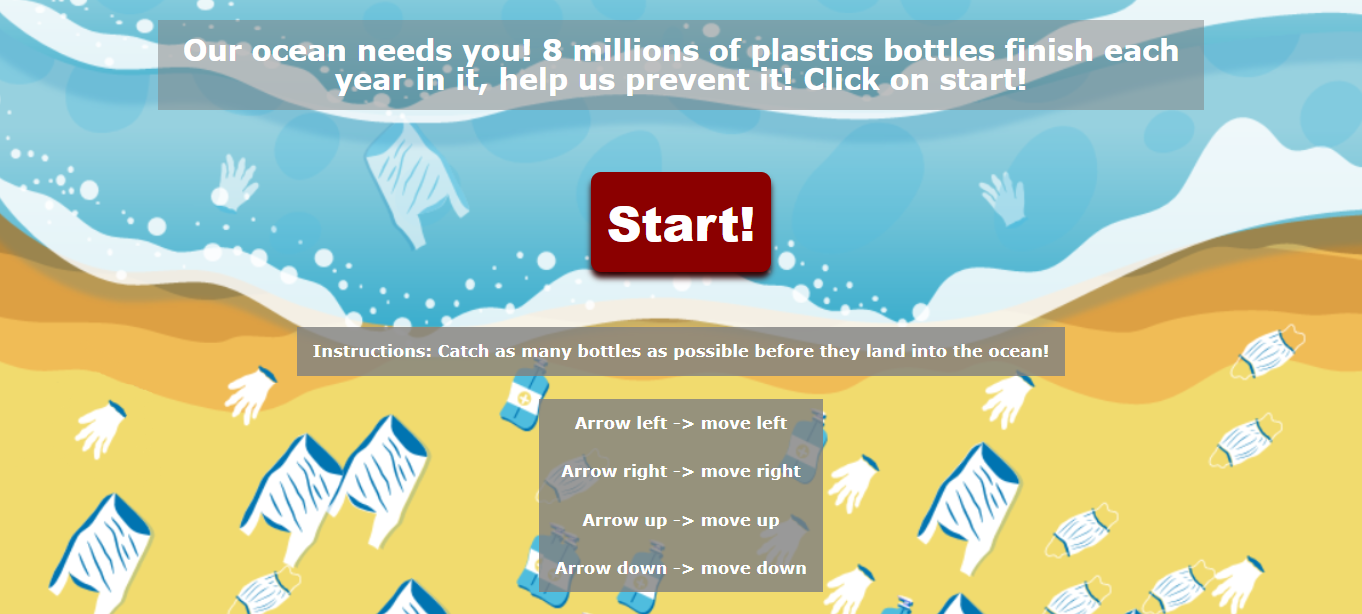 Our ocean needs you! 8 millions of plastics bottles finish each
year in it, help us prevent it! Click on start!
Start!
Instructions: Catch as many bottles as possible before they land into the ocean!
Arrow left -> move left
Arrow right -> move right
Arrow up -> move up
Arrow down -> move down